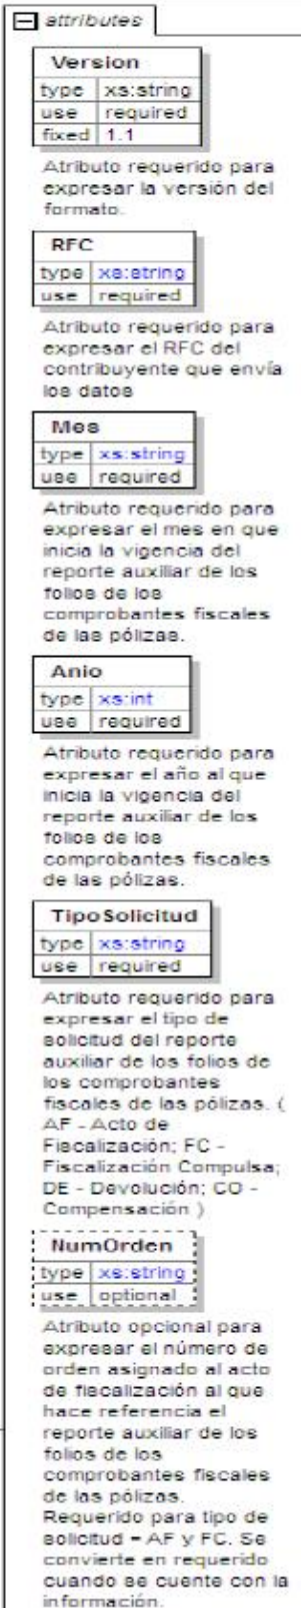 attributes
Version
type xs:string
use required
fixed 1.1
Atributo requerido para
expresar la versión del
formato.
RFC
type xs:string
use required
Atributo requerido para
expresar el RFC del
contribuyente que envía
los datos
Mes
type xs:string
use required
Atributo requerido para
expresar el mes en que
inicia la vigencia del
reporte auxiliar de los
folios de los
comprobantes fiscales
de las pólizas.
Anio
type xs:int
use required
Atributo requerido para
expresar el año al que
inicia la vigencia del
reporte auxiliar de los
folios de los
comprobantes fiscales
de las pólizas.
TipoSolicitud
type xs:string
use required
Atributo requerido para
expresar el tipo de
solicitud del reporte
auxiliar de los folios de
los comprobantes
fiscales de las pólizas. (
AF - Acto de
Fiscalización; FC -
Fiscalización Compulsa;
DE - Devolución; CO -
Compensación )
NumOrden
type xs:string
use optional
Atributo opcional para
expresar el número de
orden asignado al acto
de fiscalización al que
hace referencia el
reporte auxiliar de los
folios de los
comprobantes fiscales
de las pólizas.
Requerido para tipo de
solicitud = AF y FC. Se
convierte en requerido
cuando se cuente con la
información.